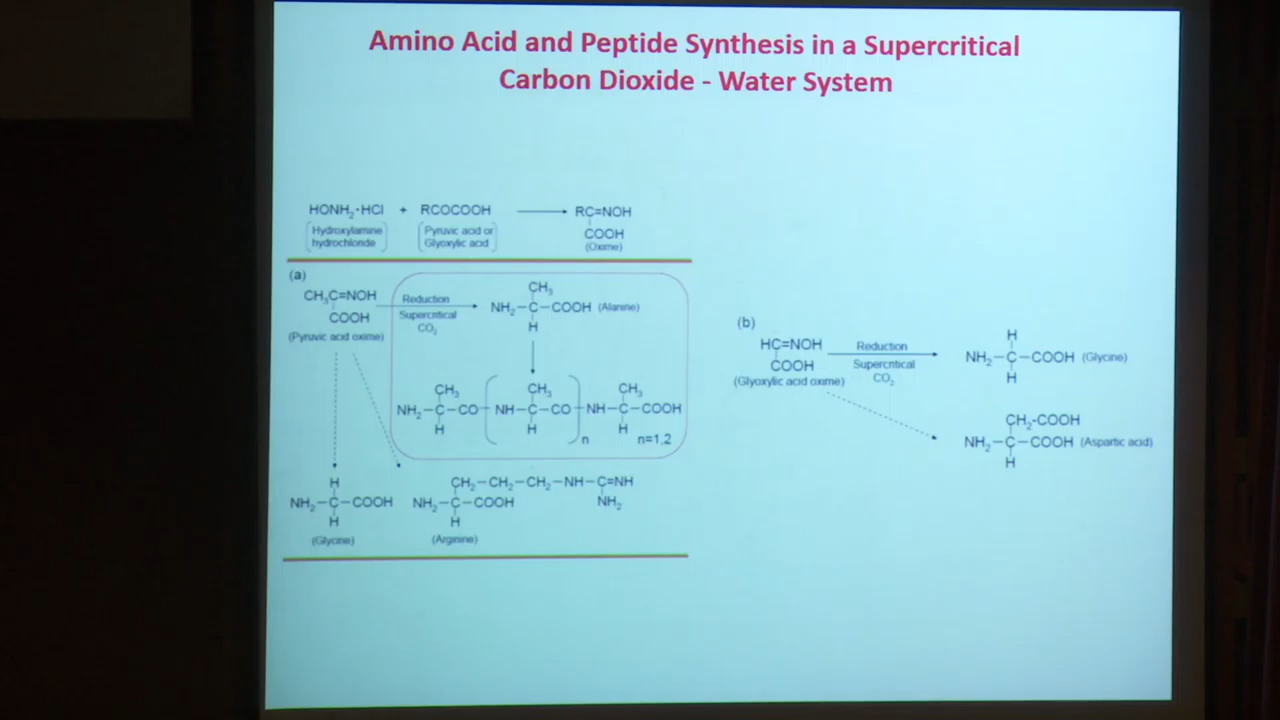 Amino Acid and Peptide Synthesis in a Supercritical
Carbon Dioxide - Water System
HONH2·HCl + RCOCOOH → RC=NOH
COOH
(Oxime)
[Hydroxylamine hydrochloride]
[Pyruvic acid or Glyoxylic acid]
(a)
CH3C=NOH
COOH
(Pyruvic acid oxime)
Reduction
Supercritical
CO2
CH3
NH2–C–COOH (Alanine)
H
CH3 CH3 CH3
NH2–C–CO–(NH–C–CO)–NH–C–COOH
H H H
n n=1,2
H
NH2–C–COOH
H
(Glycine)
CH2–CH2–CH2–NH–C=NH
NH2–C–COOH NH2
H
(Arginine)
(b)
HC=NOH
COOH
(Glyoxylic acid oxime)
Reduction
Supercritical
CO2
H
NH2–C–COOH (Glycine)
H
CH2-COOH
NH2–C–COOH (Aspartic acid)
H